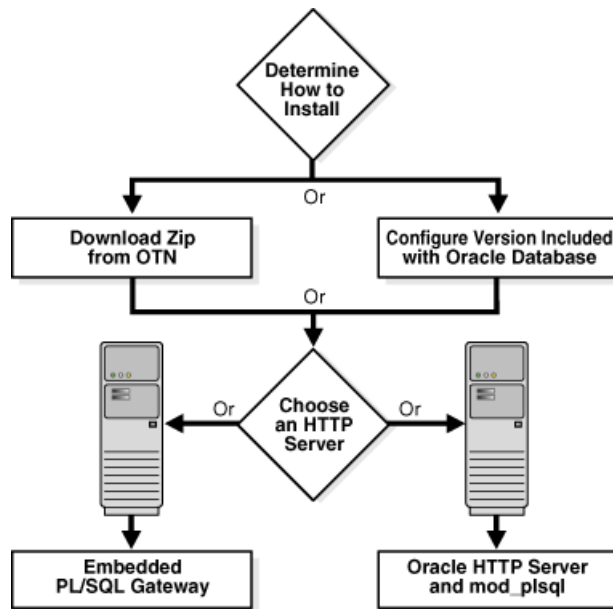 Determine
How to
Install
Or
Download Zip
from OTN
Configure Version Included
with Oracle Database
Or
Or
Choose
an HTTP
Server
Or
Embedded
PL/SQL Gateway
Oracle HTTP Server
and mod_plsql